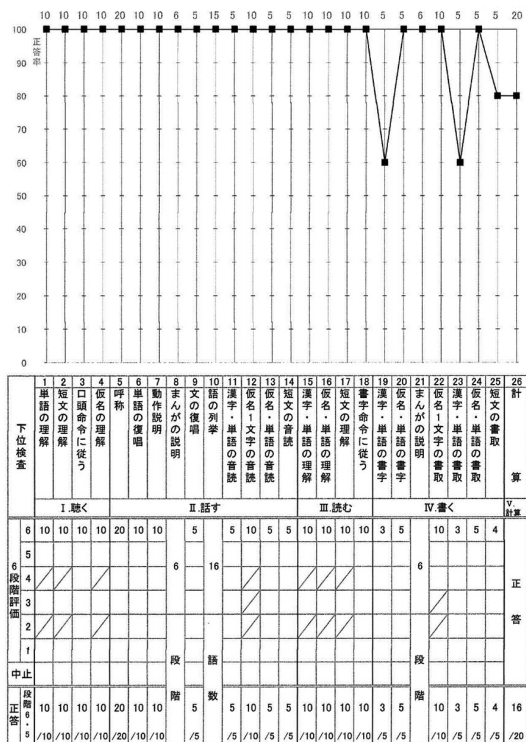 10 10 10 10 20 10 10 6 5 15 5 10 5 5 10 10 10 10 5 5 6 10 5 5 5 20
正答率
100
90
80
70
60
50
40
30
20
10
0
下位検査
1 単語の理解
2 短文の理解
3 口頭命令に従う
4 仮名の理解
5 呼称
6 単語の復唱
7 動作説明
8 まんがの説明
9 文の復唱
10 語の列挙
11 漢字・単語の音読
12 仮名1文字の音読
13 仮名・単語の音読
14 短文の音読
15 漢字・単語の理解
16 仮名・単語の理解
17 短文の理解
18 書字命令に従う
19 漢字・単語の書字
20 仮名・単語の書字
21 まんがの説明
22 仮名1文字の書取
23 漢字・単語の書取
24 仮名・単語の書取
25 短文の書取
26 計算
Ⅰ.聴く Ⅱ.話す Ⅲ.読む Ⅳ.書く Ⅴ.計算
6段階評価
6 10 10 10 10 20 10 10 5 5 10 5 5 10 10 10 10 3 5 10 3 5 4
5
4
3
2
1
中止
6 段階
16 語数
6 段階
正答
正答 段階6・5
10 10 10 10 20 10 10 5 5 10 5 5 10 10 10 10 3 5 10 3 5 4 16
/10 /10 /10 /10 /20 /10 /10 /5 /5 /10 /5 /5 /10 /10 /10 /10 /5 /5 /10 /5 /5 /5 /20